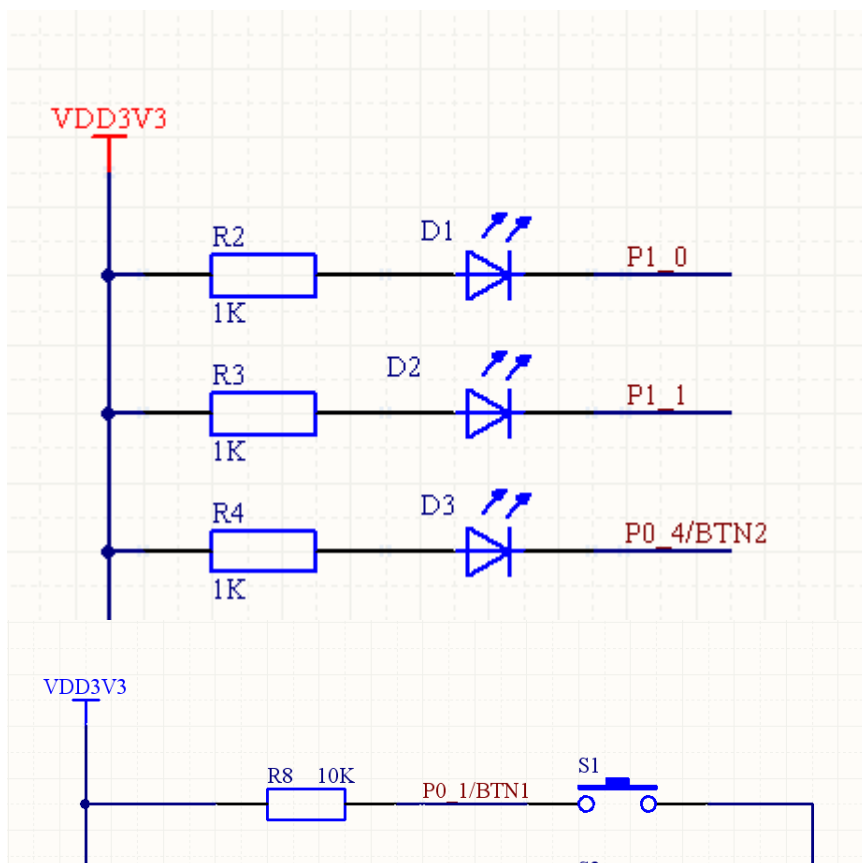 VDD3V3
R2
D1
P1_0
1K
R3
D2
P1_1
1K
R4
D3
P0_4/BTN2
1K
VDD3V3
R8 10K
P0_1/BTN1
S1